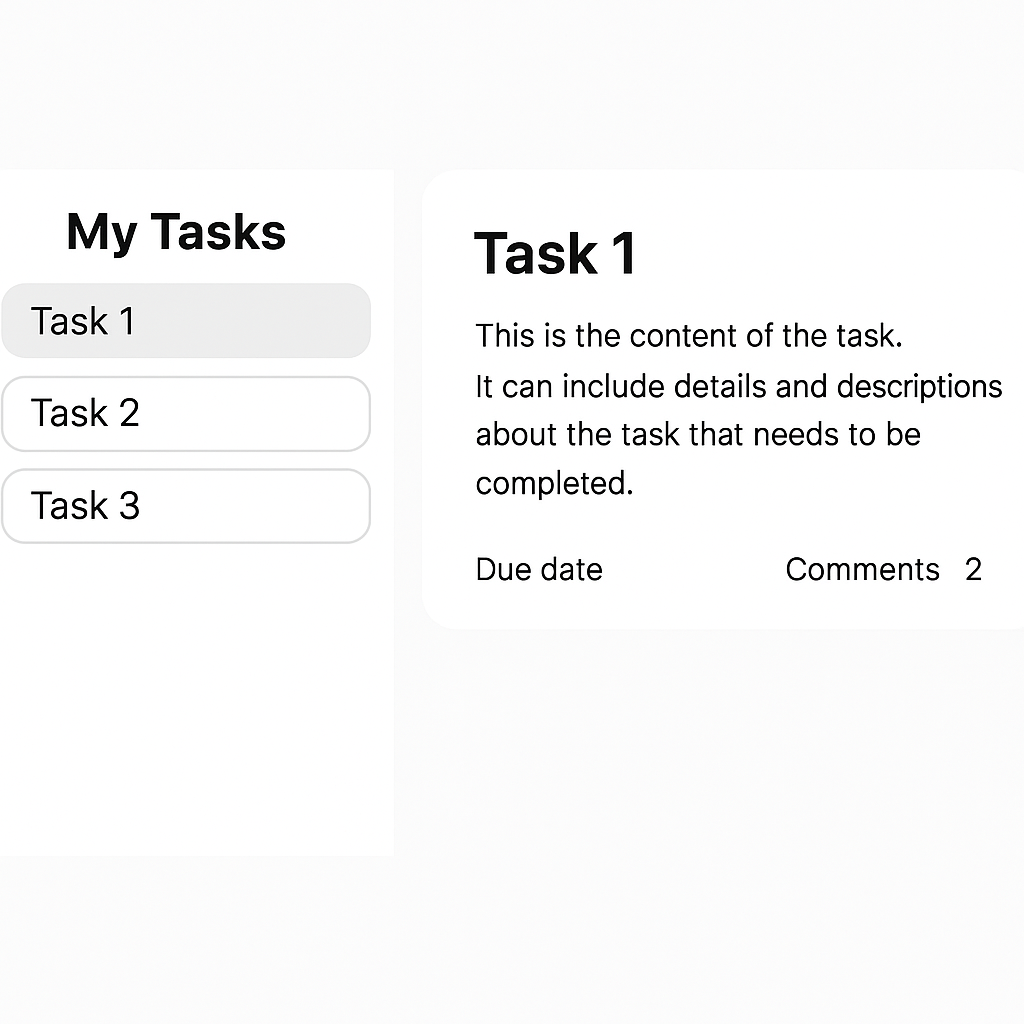 My Tasks
Task 1
Task 2
Task 3
Task 1
This is the content of the task.
It can include details and descriptions
about the task that needs to be
completed.
Due date
Comments 2